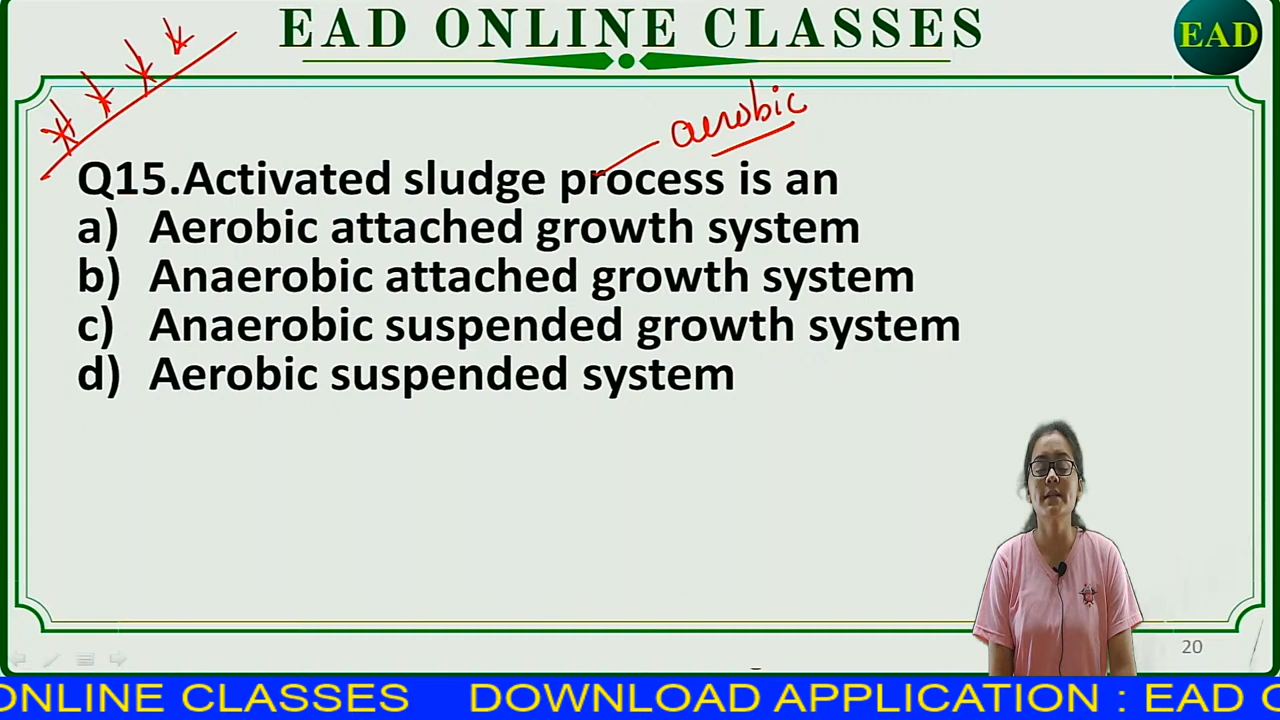 EAD ONLINE CLASSES
EAD
aerobic
Q15.Activated sludge process is an
a) Aerobic attached growth system
b) Anaerobic attached growth system
c) Anaerobic suspended growth system
d) Aerobic suspended system
20
ONLINE CLASSES DOWNLOAD APPLICATION : EAD